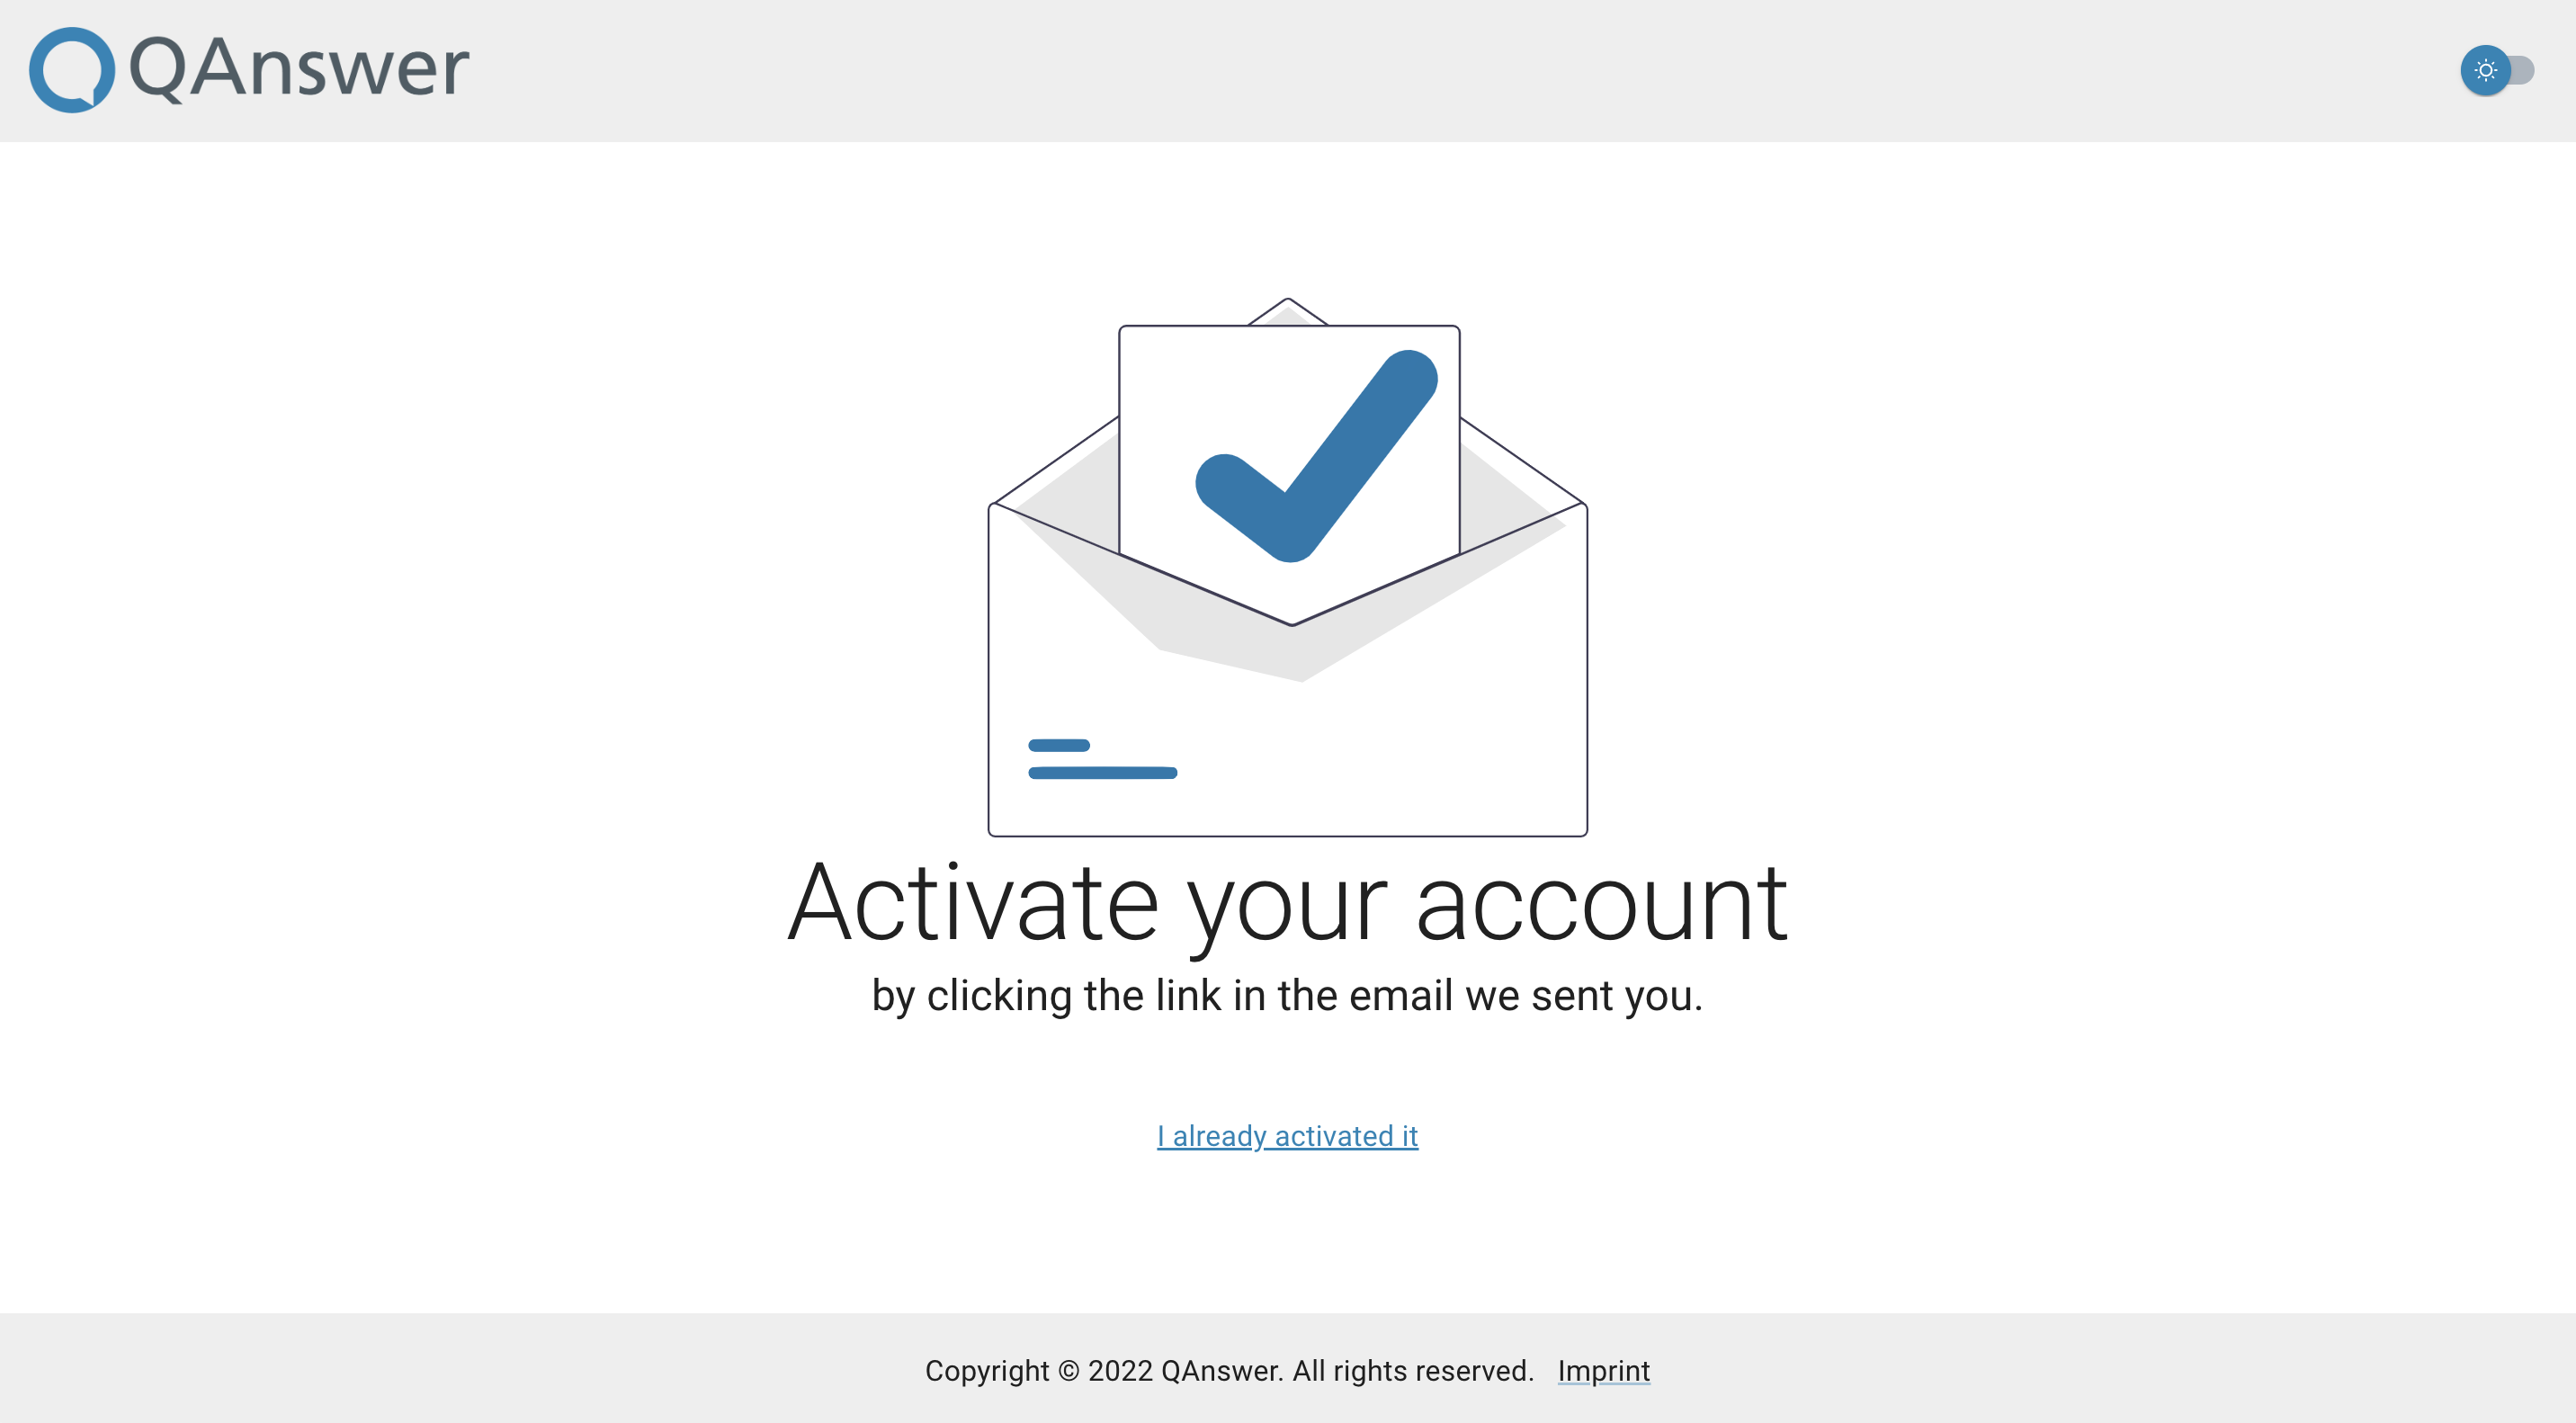 QAnswer
Activate your account
by clicking the link in the email we sent you.
I already activated it
Copyright © 2022 QAnswer. All rights reserved. Imprint